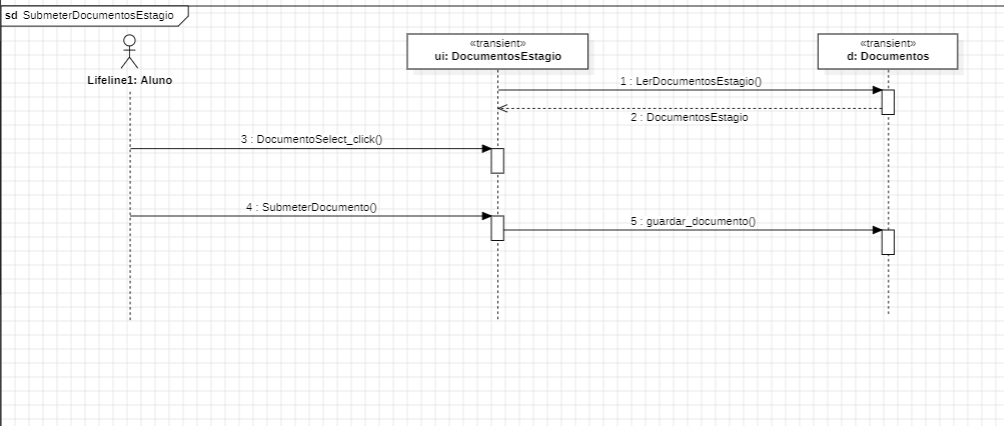 sd SubmeterDocumentosEstagio
Lifeline1: Aluno
«transient»
ui: DocumentosEstagio
«transient»
d: Documentos
1 : LerDocumentosEstagio()
2 : DocumentosEstagio
3 : DocumentoSelect_click()
4 : SubmeterDocumento()
5 : guardar_documento()